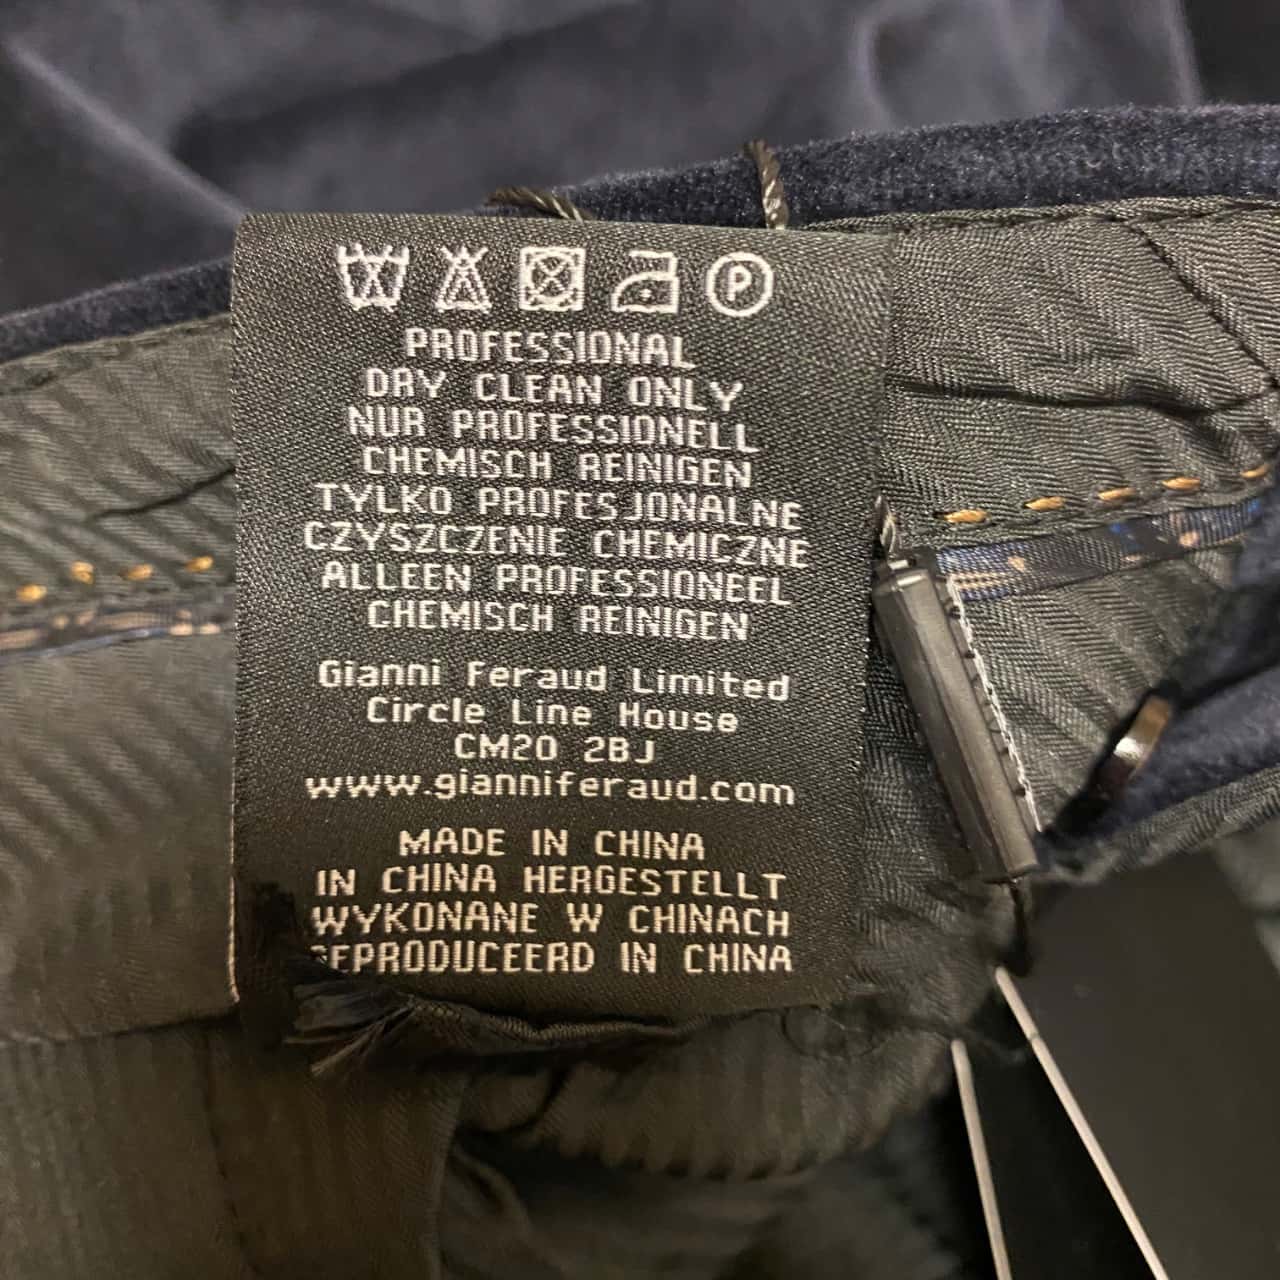 P
PROFESSIONAL
DRY CLEAN ONLY
NUR PROFESSIONELL
CHEMISCH REINIGEN
TYLKO PROFESJONALNE
CZYSZCZENIE CHEMICZNE
ALLEEN PROFESSIONEEL
CHEMISCH REINIGEN
Gianni Feraud Limited
Circle Line House
CM20 2BJ
www.gianniferaud.com
MADE IN CHINA
IN CHINA HERGESTELLT
WYKONANE W CHINACH
GEPRODUCEERD IN CHINA